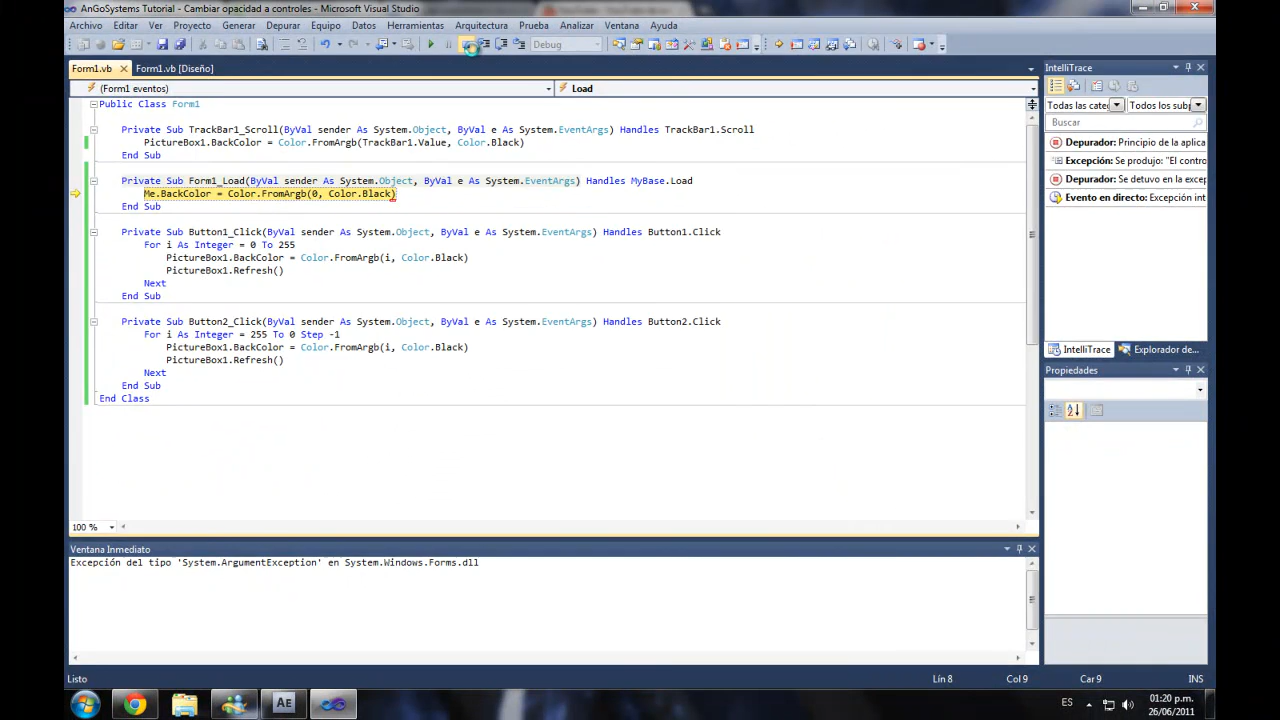 AnGoSystems Tutorial - Cambiar opacidad a controles - Microsoft Visual Studio
Archivo Editar Ver Proyecto Generar Depurar Equipo Datos Herramientas Arquitectura Prueba Analizar Ventana Ayuda
Debug
Form1.vb Form1.vb [Diseño]
(Form1 eventos) Load
Public Class Form1
Private Sub TrackBar1_Scroll(ByVal sender As System.Object, ByVal e As System.EventArgs) Handles TrackBar1.Scroll
PictureBox1.BackColor = Color.FromArgb(TrackBar1.Value, Color.Black)
End Sub
Private Sub Form1_Load(ByVal sender As System.Object, ByVal e As System.EventArgs) Handles MyBase.Load
Me.BackColor = Color.FromArgb(0, Color.Black)
End Sub
Private Sub Button1_Click(ByVal sender As System.Object, ByVal e As System.EventArgs) Handles Button1.Click
For i As Integer = 0 To 255
PictureBox1.BackColor = Color.FromArgb(i, Color.Black)
PictureBox1.Refresh()
Next
End Sub
Private Sub Button2_Click(ByVal sender As System.Object, ByVal e As System.EventArgs) Handles Button2.Click
For i As Integer = 255 To 0 Step -1
PictureBox1.BackColor = Color.FromArgb(i, Color.Black)
PictureBox1.Refresh()
Next
End Sub
End Class
100 %
IntelliTrace
Todas las cate Todos los subp
Buscar
Depurador: Principio de la aplica
Excepción: Se produjo: "El contro
Depurador: Se detuvo en la exce
Evento en directo: Excepción int
IntelliTrace Explorador de...
Propiedades
Ventana Inmediato
Excepción del tipo 'System.ArgumentException' en System.Windows.Forms.dll
Listo Lín 8 Col 9 Car 9 INS
Ae
ES
01:20 p.m.
26/06/2011